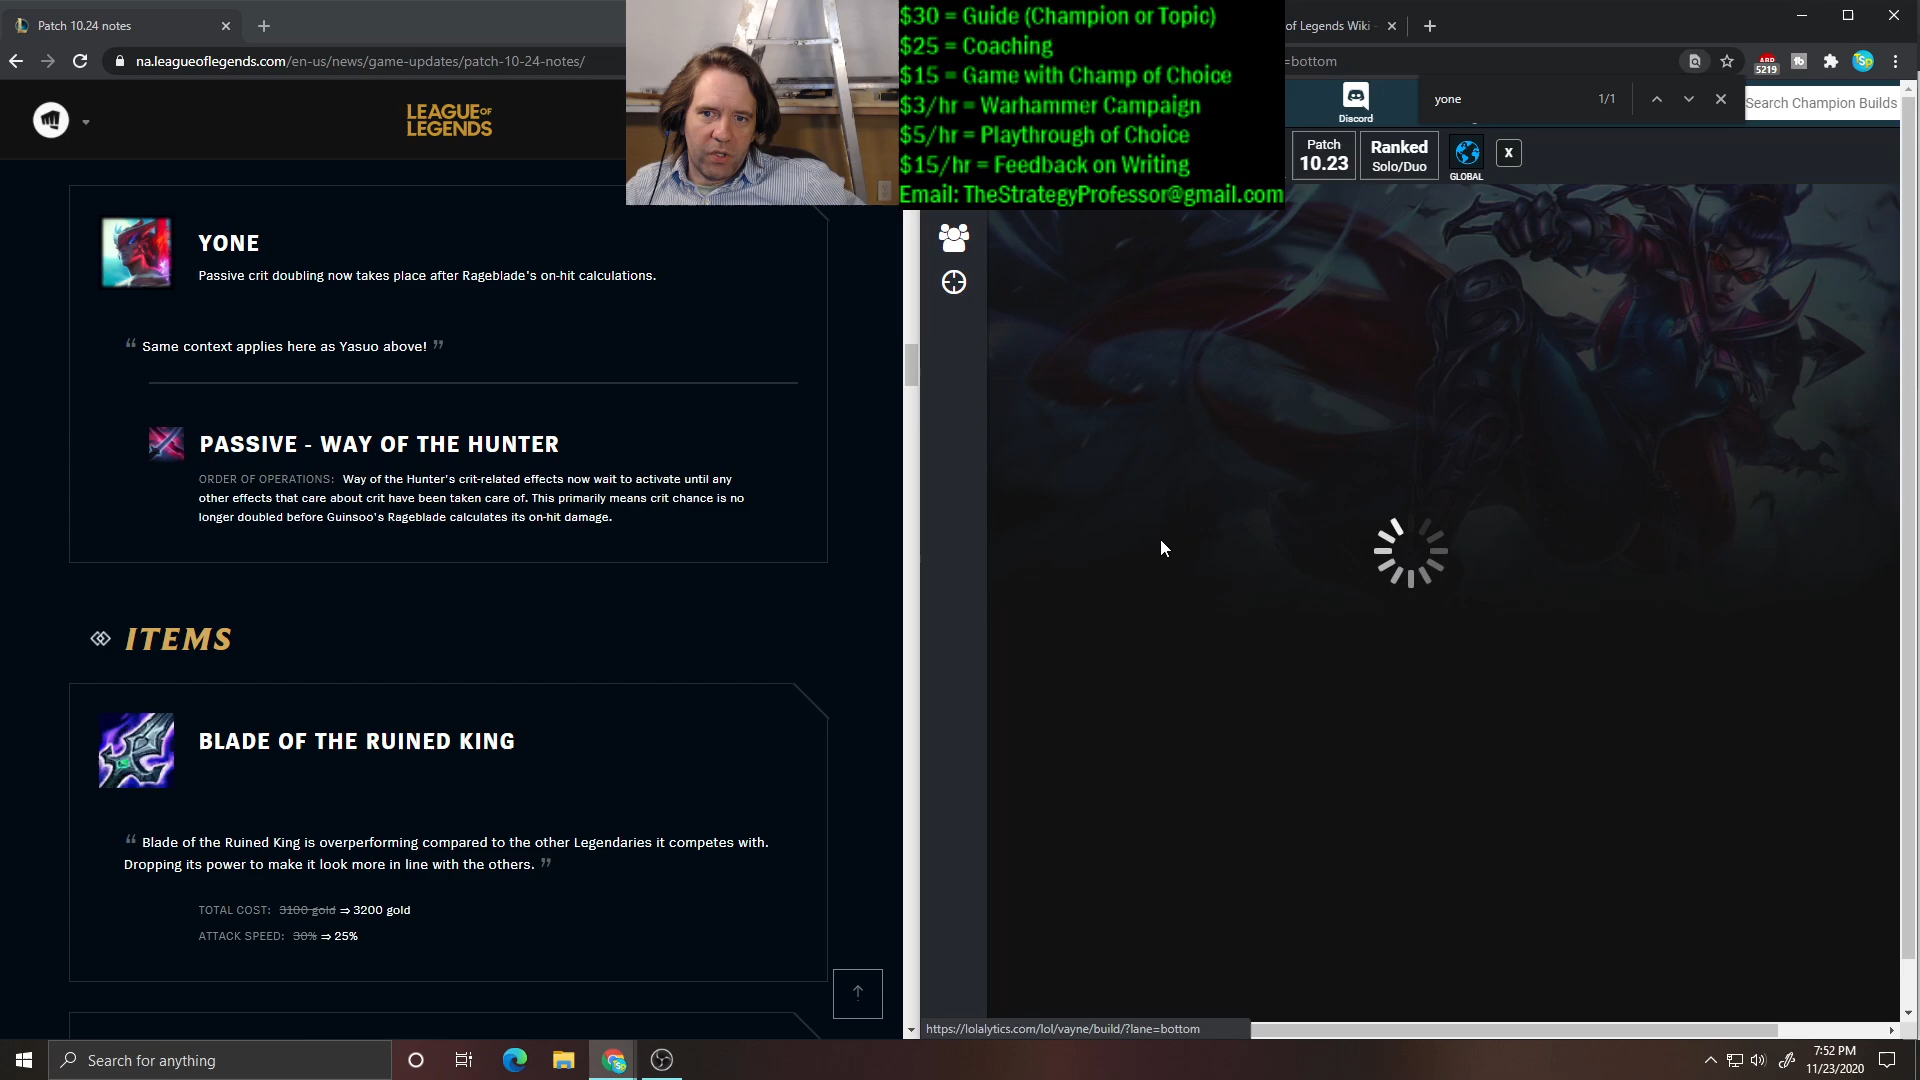 Patch 10.24 notes
na.leagueoflegends.com/en-us/news/game-updates/patch-10-24-notes/
LEAGUE OF
LEGENDS
YONE
Passive crit doubling now takes place after Rageblade's on-hit calculations.
“ Same context applies here as Yasuo above! ”
PASSIVE - WAY OF THE HUNTER
ORDER OF OPERATIONS: Way of the Hunter's crit-related effects now wait to activate until any
other effects that care about crit have been taken care of. This primarily means crit chance is no
longer doubled before Guinsoo's Rageblade calculates its on-hit damage.
ITEMS
BLADE OF THE RUINED KING
“ Blade of the Ruined King is overperforming compared to the other Legendaries it competes with.
Dropping its power to make it look more in line with the others. ”
TOTAL COST: 3100 gold ⇒ 3200 gold
ATTACK SPEED: 30% ⇒ 25%
$30 = Guide (Champion or Topic)
$25 = Coaching
$15 = Game with Champ of Choice
$3/hr = Warhammer Campaign
$5/hr = Playthrough of Choice
$15/hr = Feedback on Writing
Email: TheStrategyProfessor@gmail.com
of Legends Wiki
=bottom
ABP
5219
Discord
yone
1/1
Search Champion Builds
Patch
10.23
Ranked
Solo/Duo
GLOBAL
X
https://lolalytics.com/lol/vayne/build/?lane=bottom
Search for anything
7:52 PM
11/23/2020